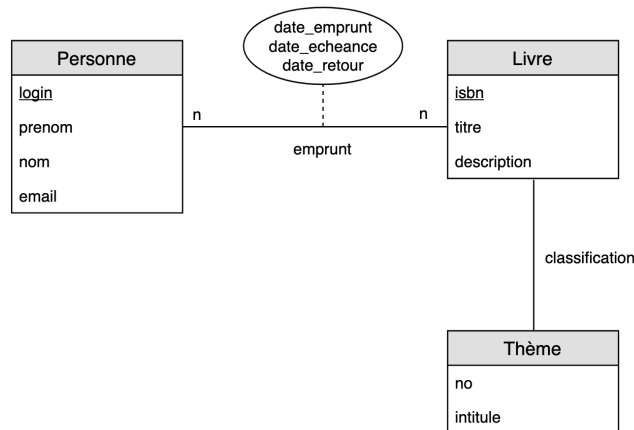 date_emprunt
date_echeance
date_retour
Personne
login
prenom
nom
email
n
n
emprunt
Livre
isbn
titre
description
classification
Thème
no
intitule